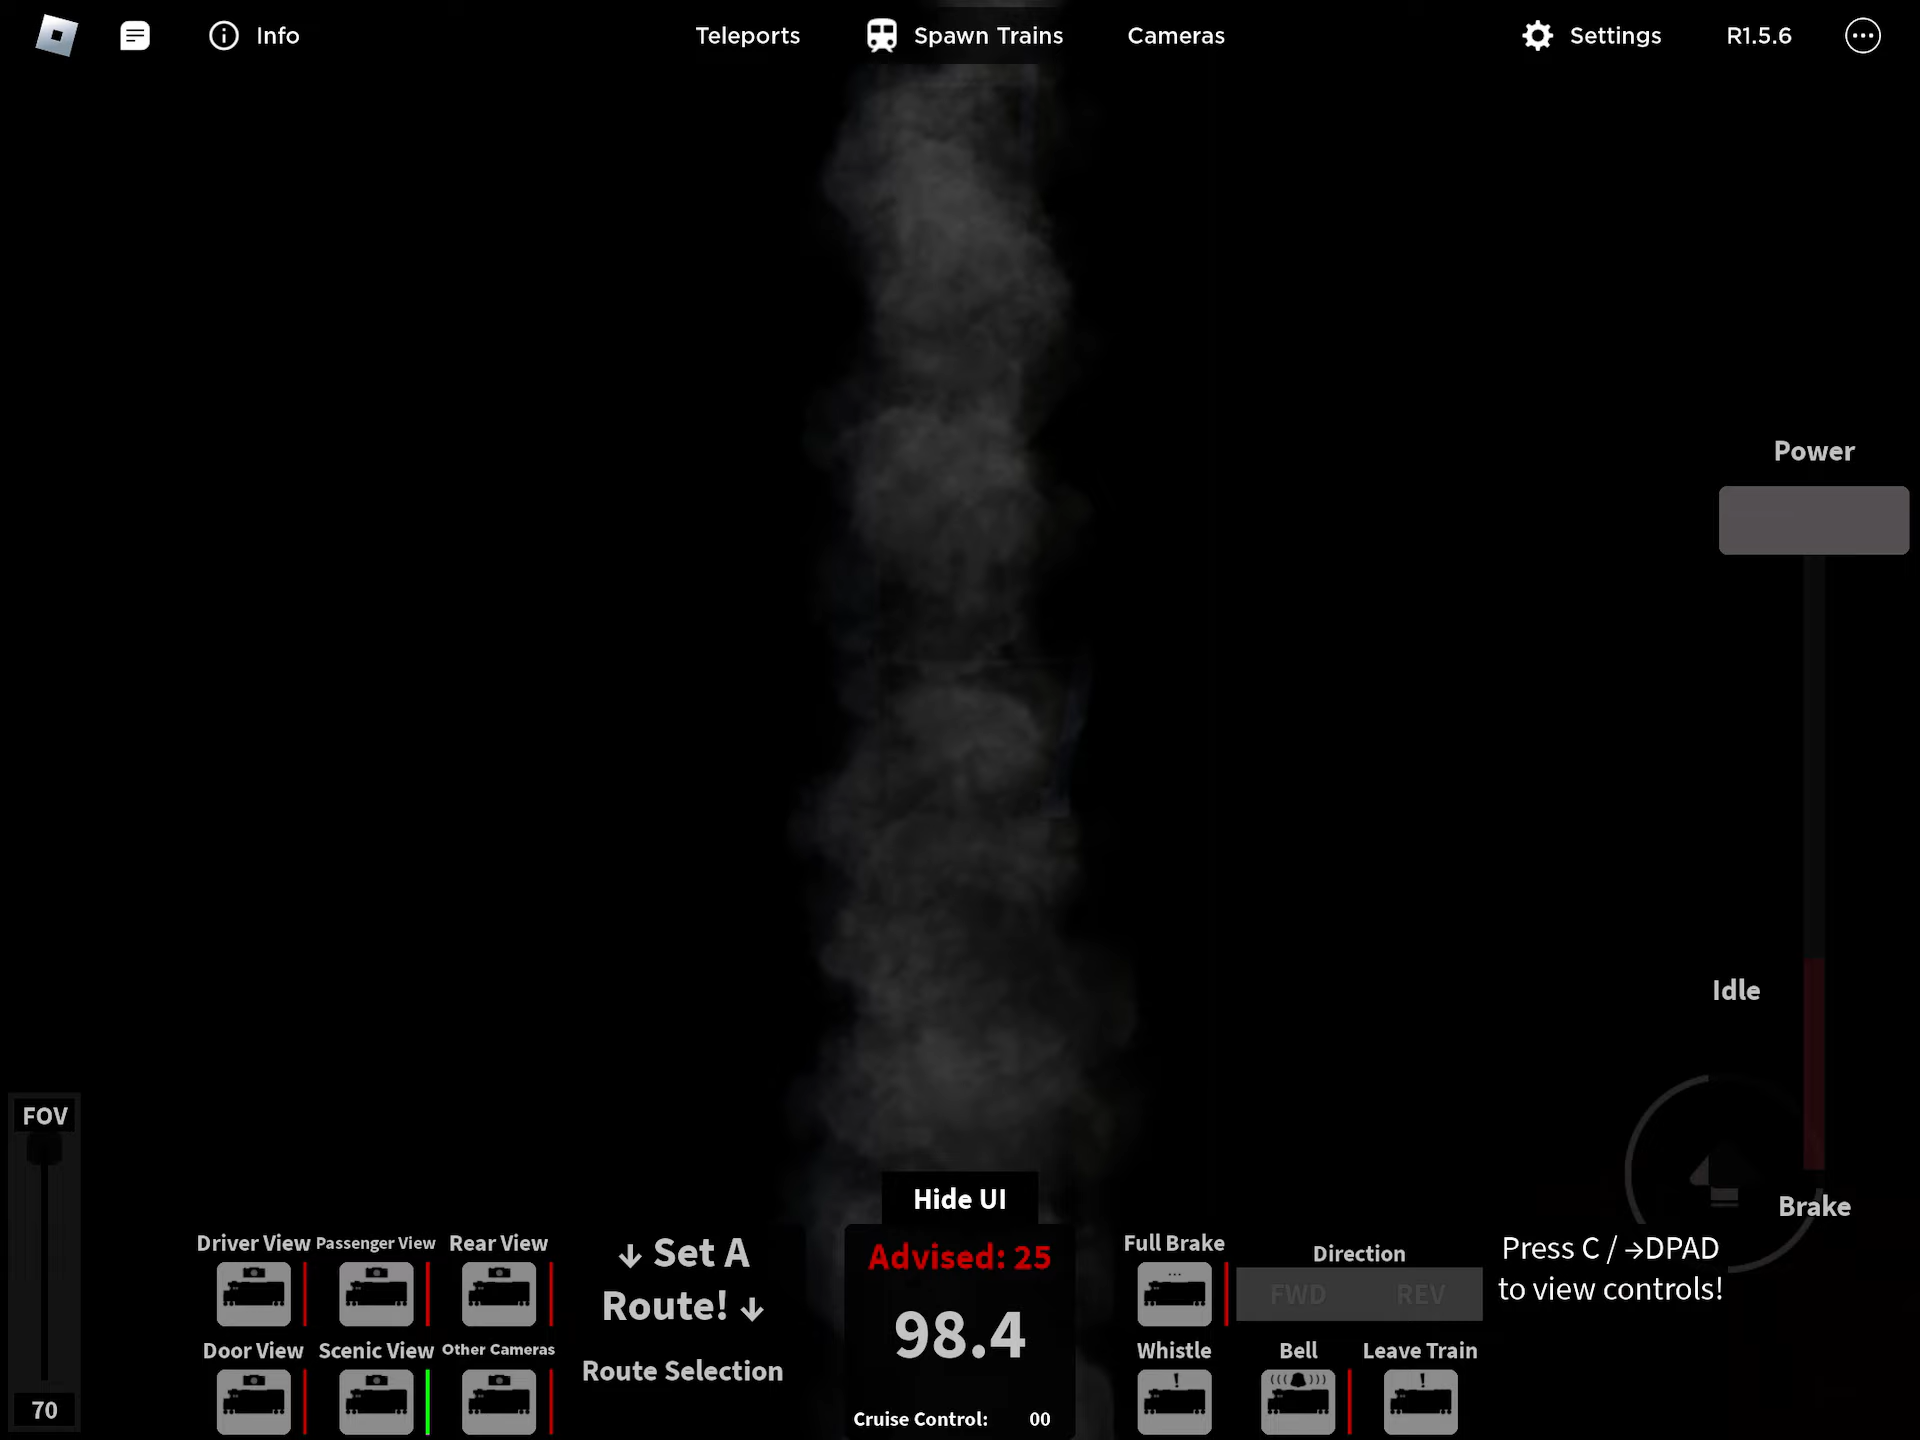 Info
Teleports
Spawn Trains
Cameras
Settings
R1.5.6
Power
Idle
Brake
FOV
70
Driver View
Passenger View
Rear View
Door View
Scenic View
Other Cameras
↓ Set A
Route! ↓
Route Selection
Hide UI
Advised: 25
98.4
Cruise Control: 00
Full Brake
Direction
FWD REV
Whistle
Bell
Leave Train
Press C / →DPAD
to view controls!